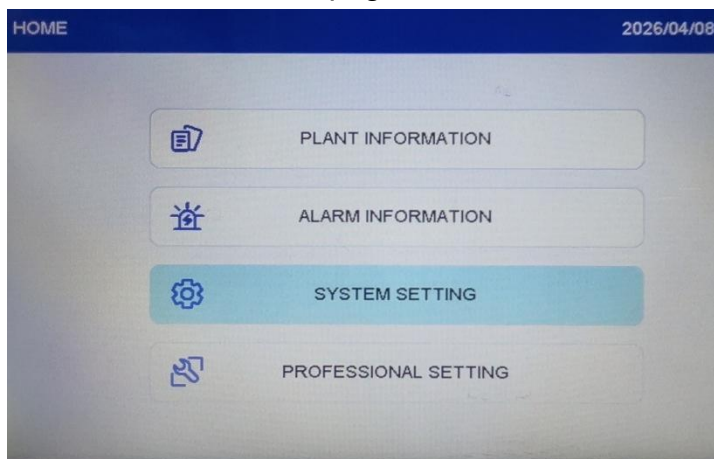 HOME 2026/04/08
PLANT INFORMATION
ALARM INFORMATION
SYSTEM SETTING
PROFESSIONAL SETTING